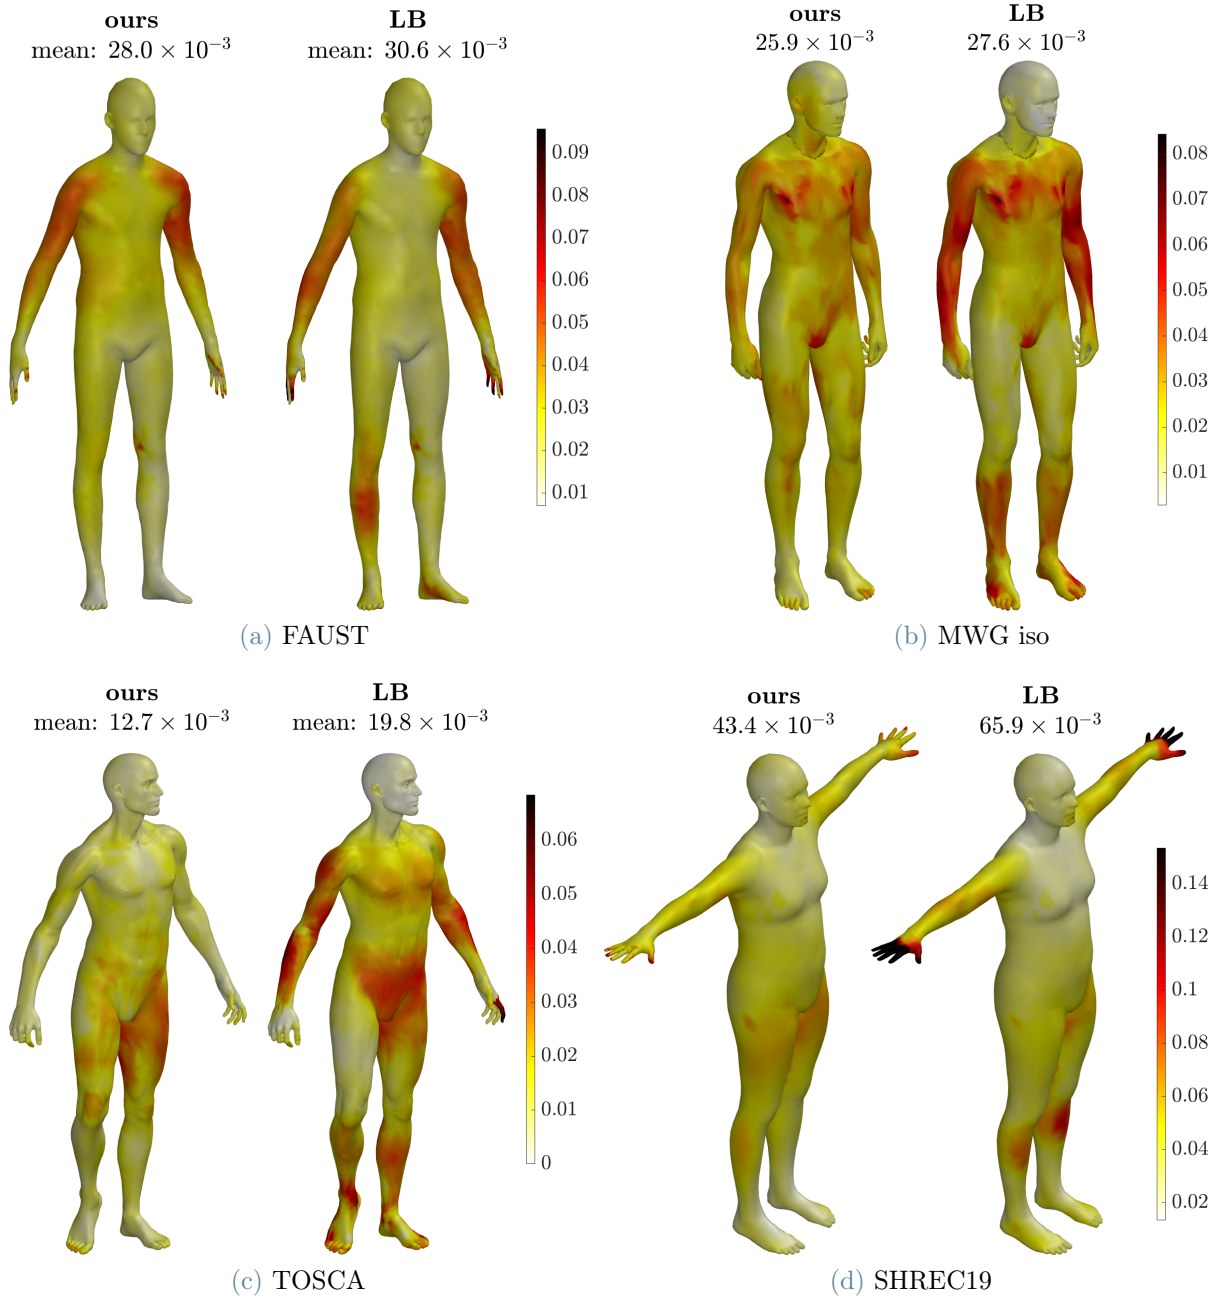 ours
mean: 28.0 × 10⁻³
LB
mean: 30.6 × 10⁻³
0.09
0.08
0.07
0.06
0.05
0.04
0.03
0.02
0.01
(a) FAUST
ours
25.9 × 10⁻³
LB
27.6 × 10⁻³
0.08
0.07
0.06
0.05
0.04
0.03
0.02
0.01
(b) MWG iso
ours
mean: 12.7 × 10⁻³
LB
mean: 19.8 × 10⁻³
0.06
0.05
0.04
0.03
0.02
0.01
0
(c) TOSCA
ours
43.4 × 10⁻³
LB
65.9 × 10⁻³
0.14
0.12
0.1
0.08
0.06
0.04
0.02
(d) SHREC19